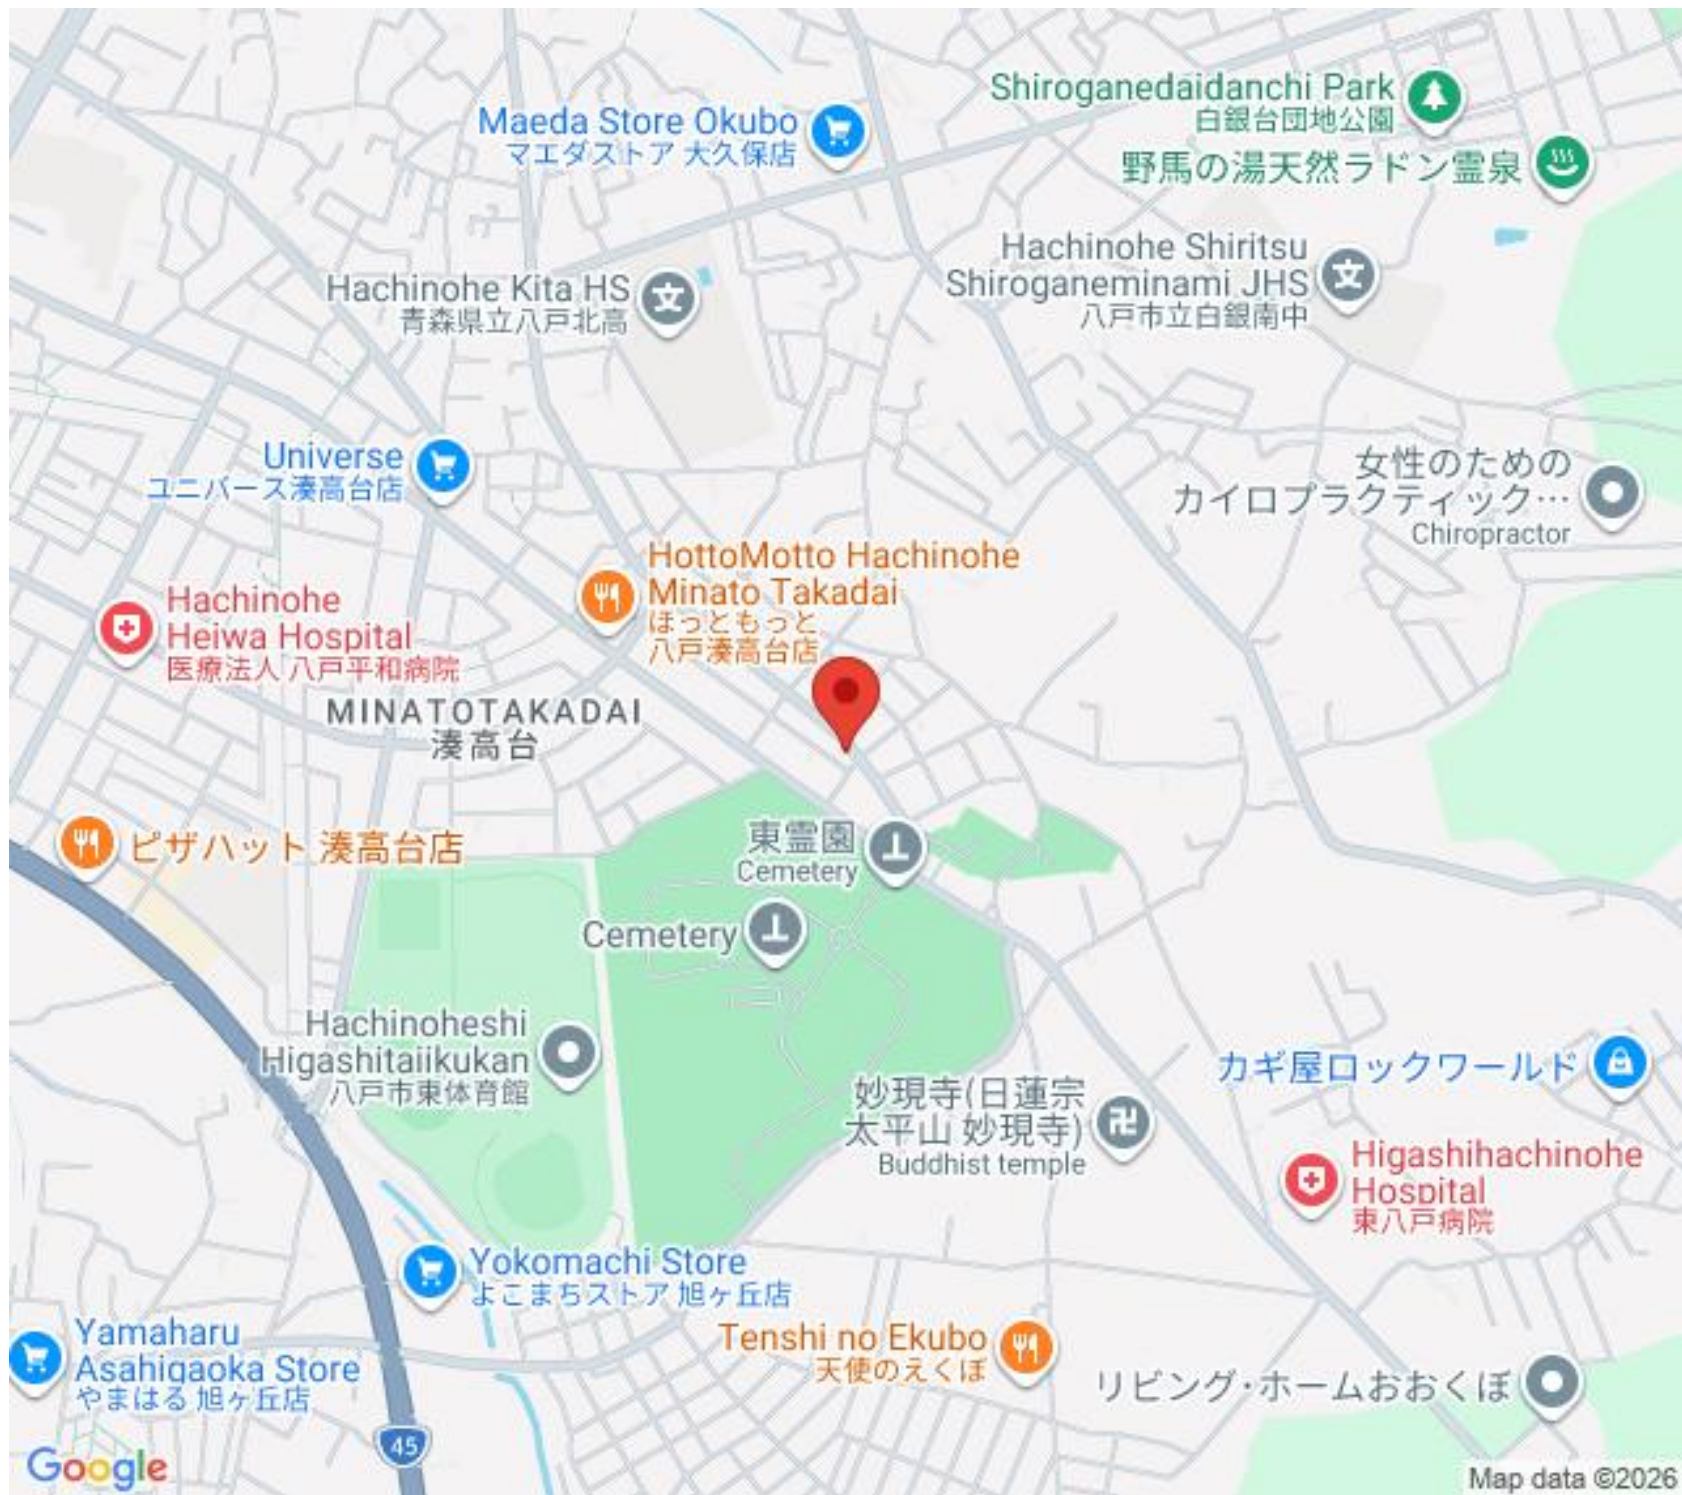 Shiroganedaidanchi Park
白銀台団地公園
Maeda Store Okubo
マエダストア 大久保店
野馬の湯天然ラドン霊泉
Hachinohe Shiritsu
Shiroganeminami JHS
八戸市立白銀南中
Hachinohe Kita HS
青森県立八戸北高
Universe
ユニバース湊高台店
女性のための
カイロプラクティック…
Chiropractor
HottoMotto Hachinohe
Minato Takadai
ほっともっと
八戸湊高台店
Hachinohe
Heiwa Hospital
医療法人 八戸平和病院
MINATOTAKADAI
湊高台
ピザハット 湊高台店
東霊園
Cemetery
Cemetery
Hachinoheshi
Higashitaiikukan
八戸市東体育館
カギ屋ロックワールド
妙現寺(日蓮宗
太平山 妙現寺)
Buddhist temple
Higashihachinohe
Hospital
東八戸病院
Yokomachi Store
よこまちストア 旭ヶ丘店
Yamaharu
Asahigaoka Store
やまはる 旭ヶ丘店
Tenshi no Ekubo
天使のえくぼ
リビング・ホームおおくぼ
45
Google
Map data ©2026